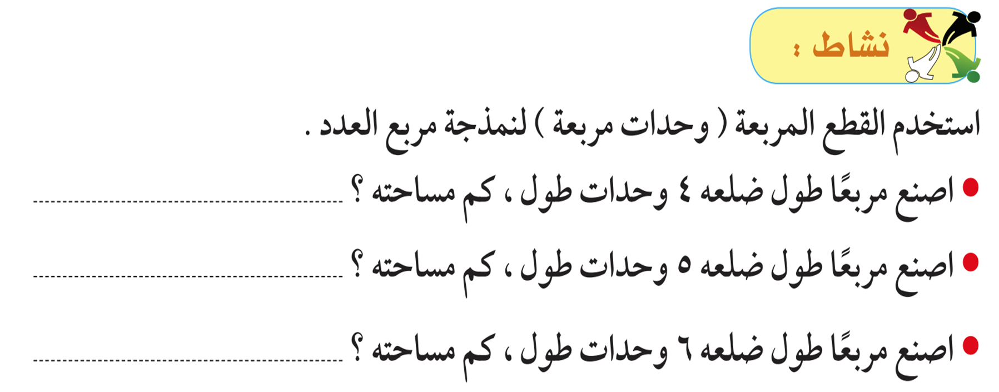 نشاط :
استخدم القطع المربعة ( وحدات مربعة ) لنمذجة مربع العدد .
• اصنع مربعًا طول ضلعه ٤ وحدات طول ، كم مساحته ؟ ........................
• اصنع مربعًا طول ضلعه ٥ وحدات طول ، كم مساحته ؟ ........................
• اصنع مربعًا طول ضلعه ٦ وحدات طول ، كم مساحته ؟ ........................